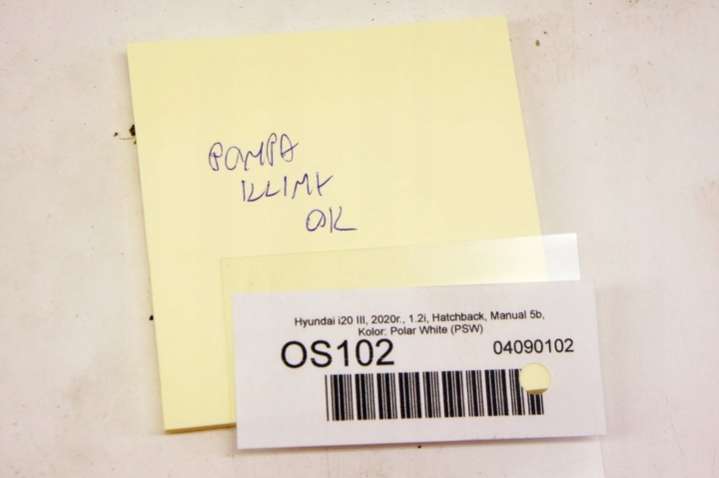 POMPA
KLIMY
OK
Hyundai i20 III, 2020r., 1.2i, Hatchback, Manual 5b,
Kolor: Polar White (PSW)
OS102
04090102